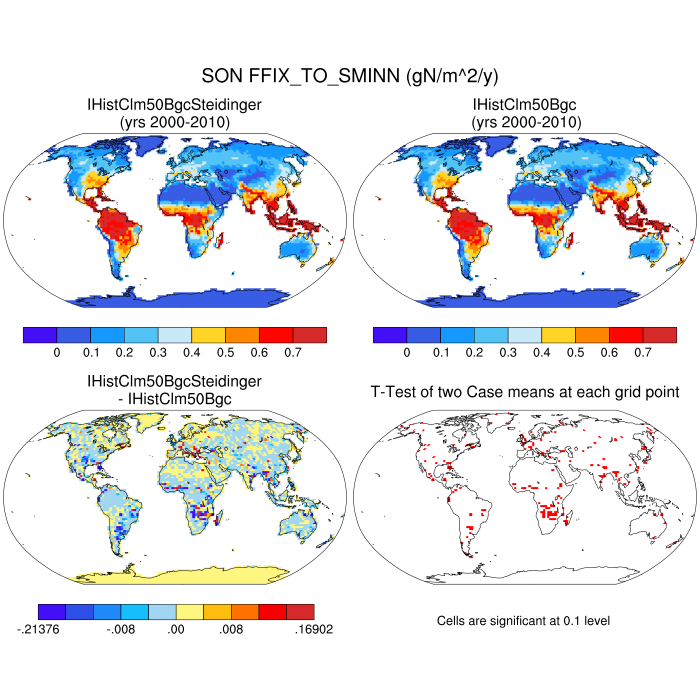 SON FFIX_TO_SMINN (gN/m^2/y)
IHistClm50BgcSteidinger
(yrs 2000-2010)
IHistClm50Bgc
(yrs 2000-2010)
0 0.1 0.2 0.3 0.4 0.5 0.6 0.7
0 0.1 0.2 0.3 0.4 0.5 0.6 0.7
IHistClm50BgcSteidinger
- IHistClm50Bgc
T-Test of two Case means at each grid point
-.21376 -.008 .00 .008 .16902
Cells are significant at 0.1 level